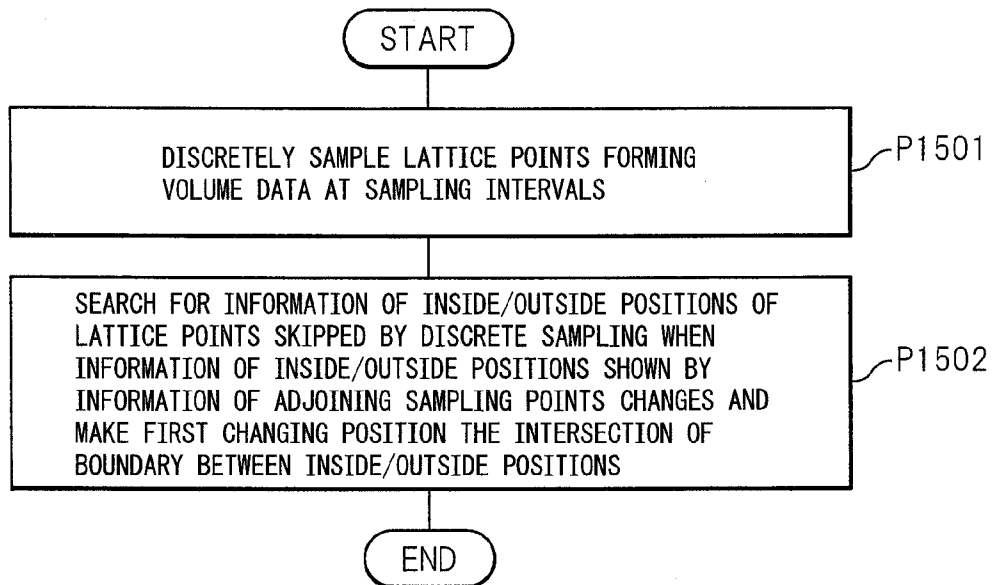 START
DISCRETELY SAMPLE LATTICE POINTS FORMING
VOLUME DATA AT SAMPLING INTERVALS
P1501
SEARCH FOR INFORMATION OF INSIDE/OUTSIDE POSITIONS OF
LATTICE POINTS SKIPPED BY DISCRETE SAMPLING WHEN
INFORMATION OF INSIDE/OUTSIDE POSITIONS SHOWN BY
INFORMATION OF ADJOINING SAMPLING POINTS CHANGES AND
MAKE FIRST CHANGING POSITION THE INTERSECTION OF
BOUNDARY BETWEEN INSIDE/OUTSIDE POSITIONS
P1502
END